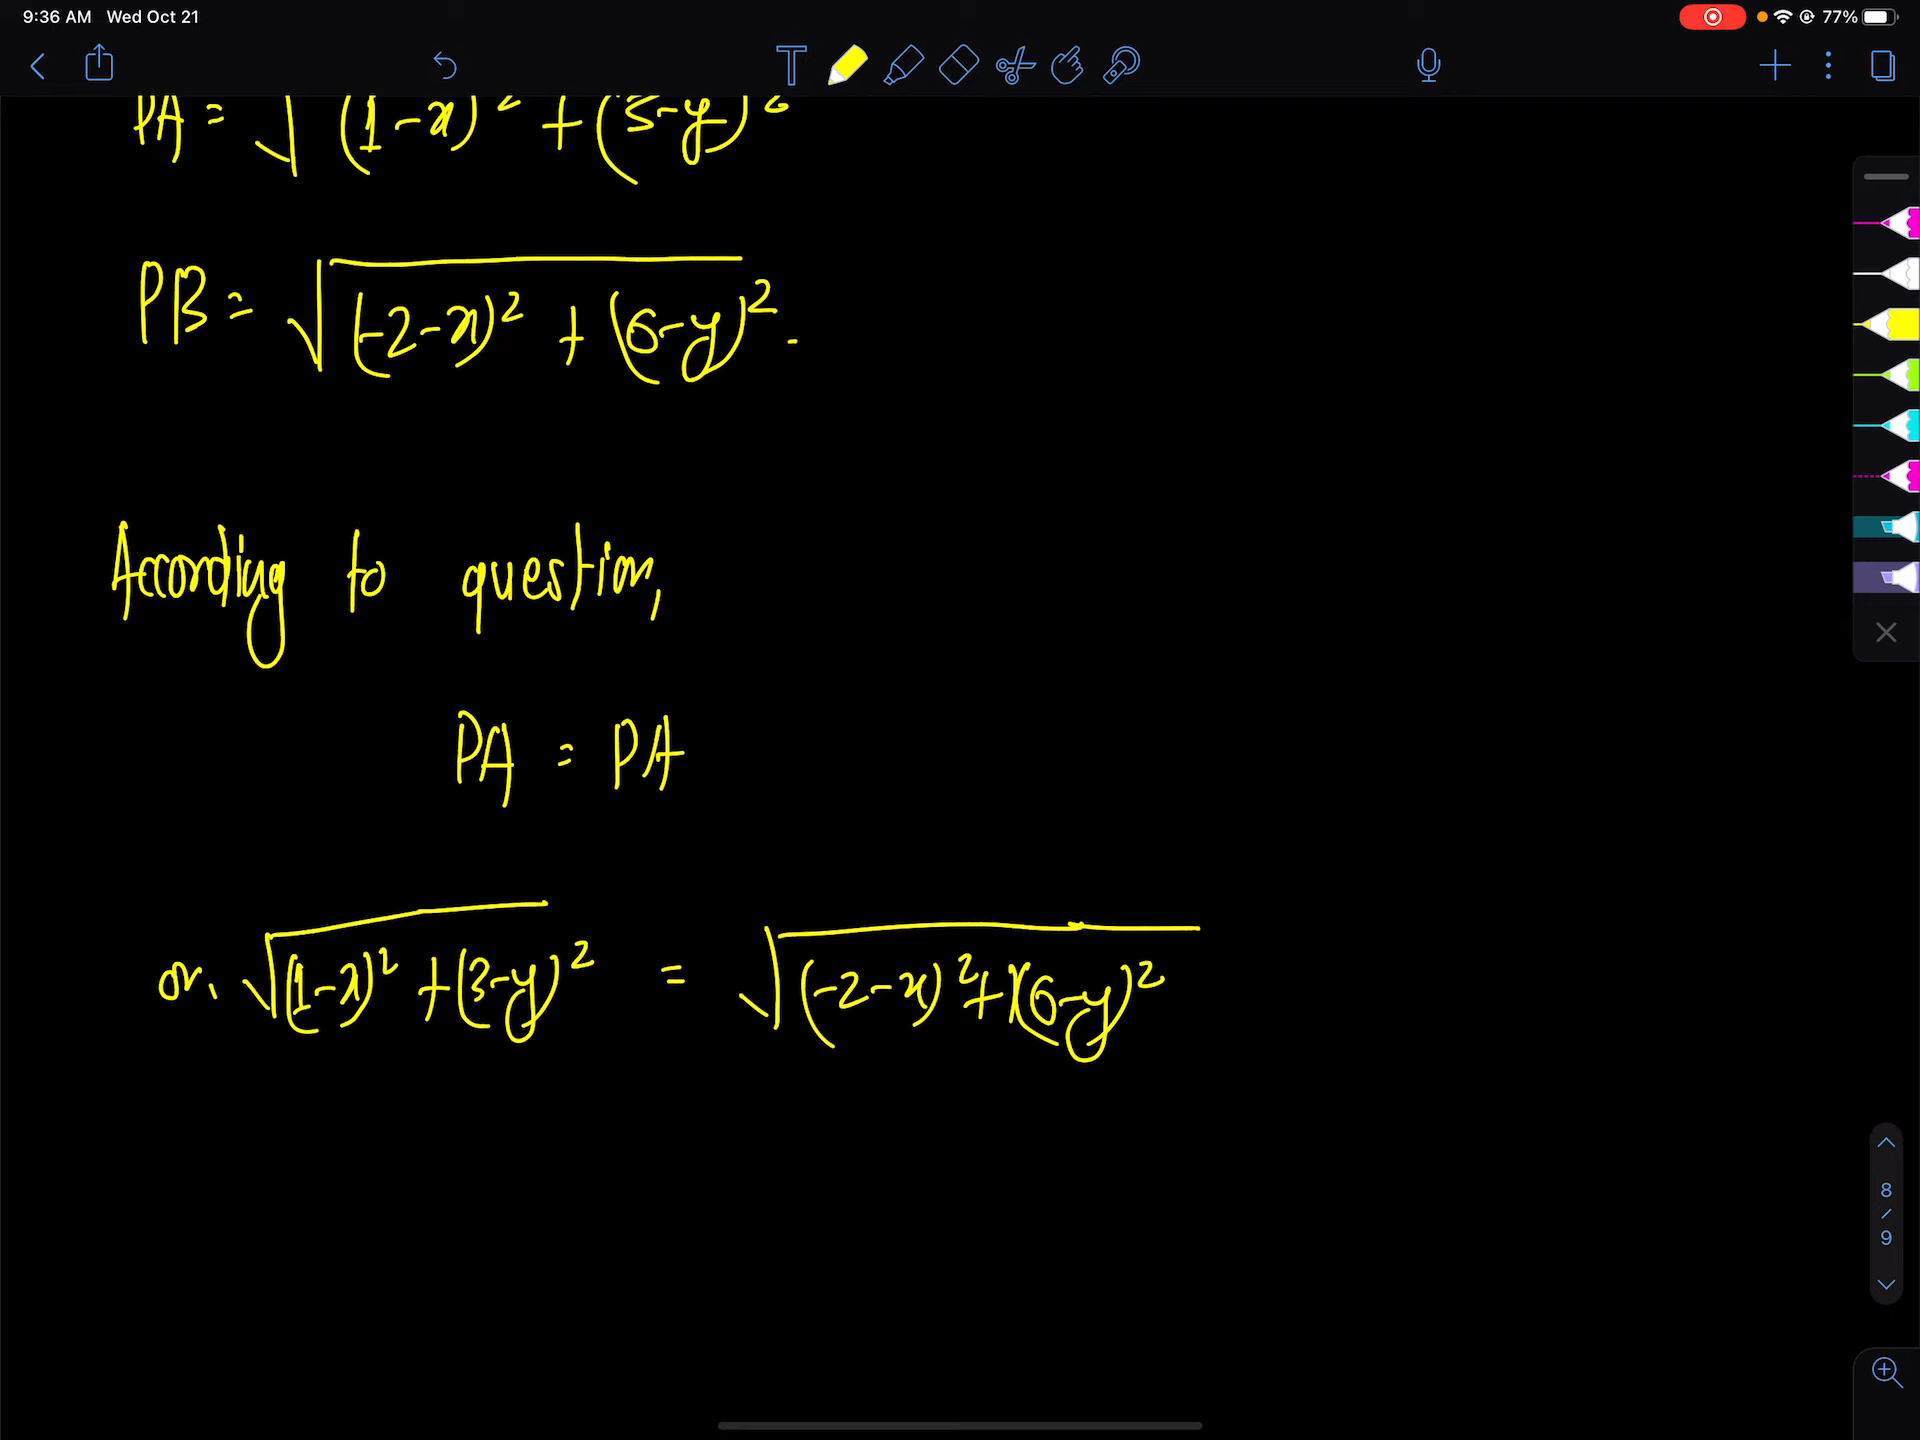 9:36 AM Wed Oct 21
77%
T
PA = √(1-x)² + (3-y)²
PB = √(-2-x)² + (6-y)² .
According to question,
PA = PA
or, √(1-x)² + (3-y)² = √(-2-x)² + (6-y)²
8
/
9